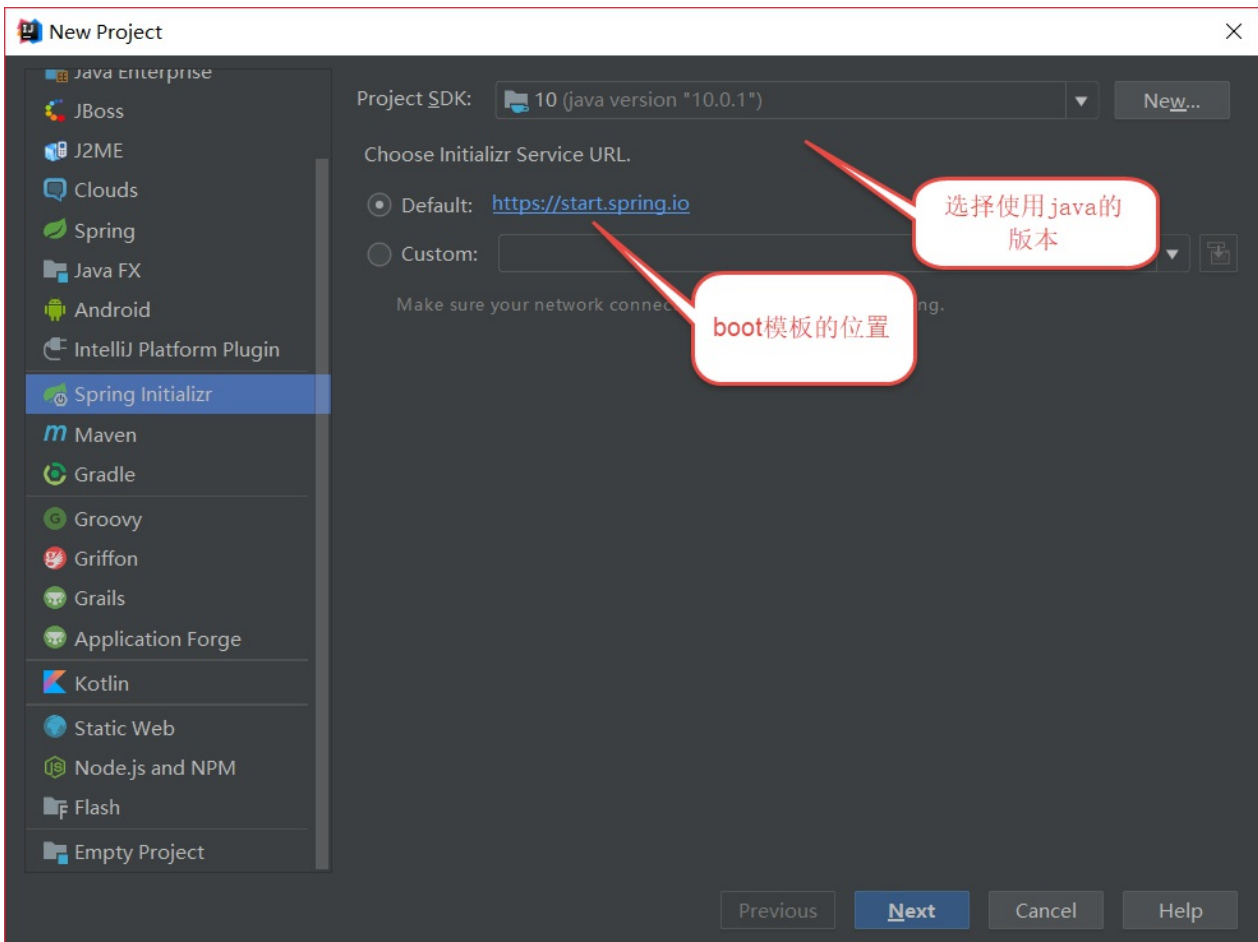 New Project
Java Enterprise
JBoss
J2ME
Clouds
Spring
Java FX
Android
IntelliJ Platform Plugin
Spring Initializr
Maven
Gradle
Groovy
Griffon
Grails
Application Forge
Kotlin
Static Web
Node.js and NPM
Flash
Empty Project
Project SDK: 10 (java version "10.0.1") New...
Choose Initializr Service URL.
Default: https://start.spring.io
选择使用java的
版本
Custom:
Make sure your network connec ng.
boot模板的位置
Previous Next Cancel Help